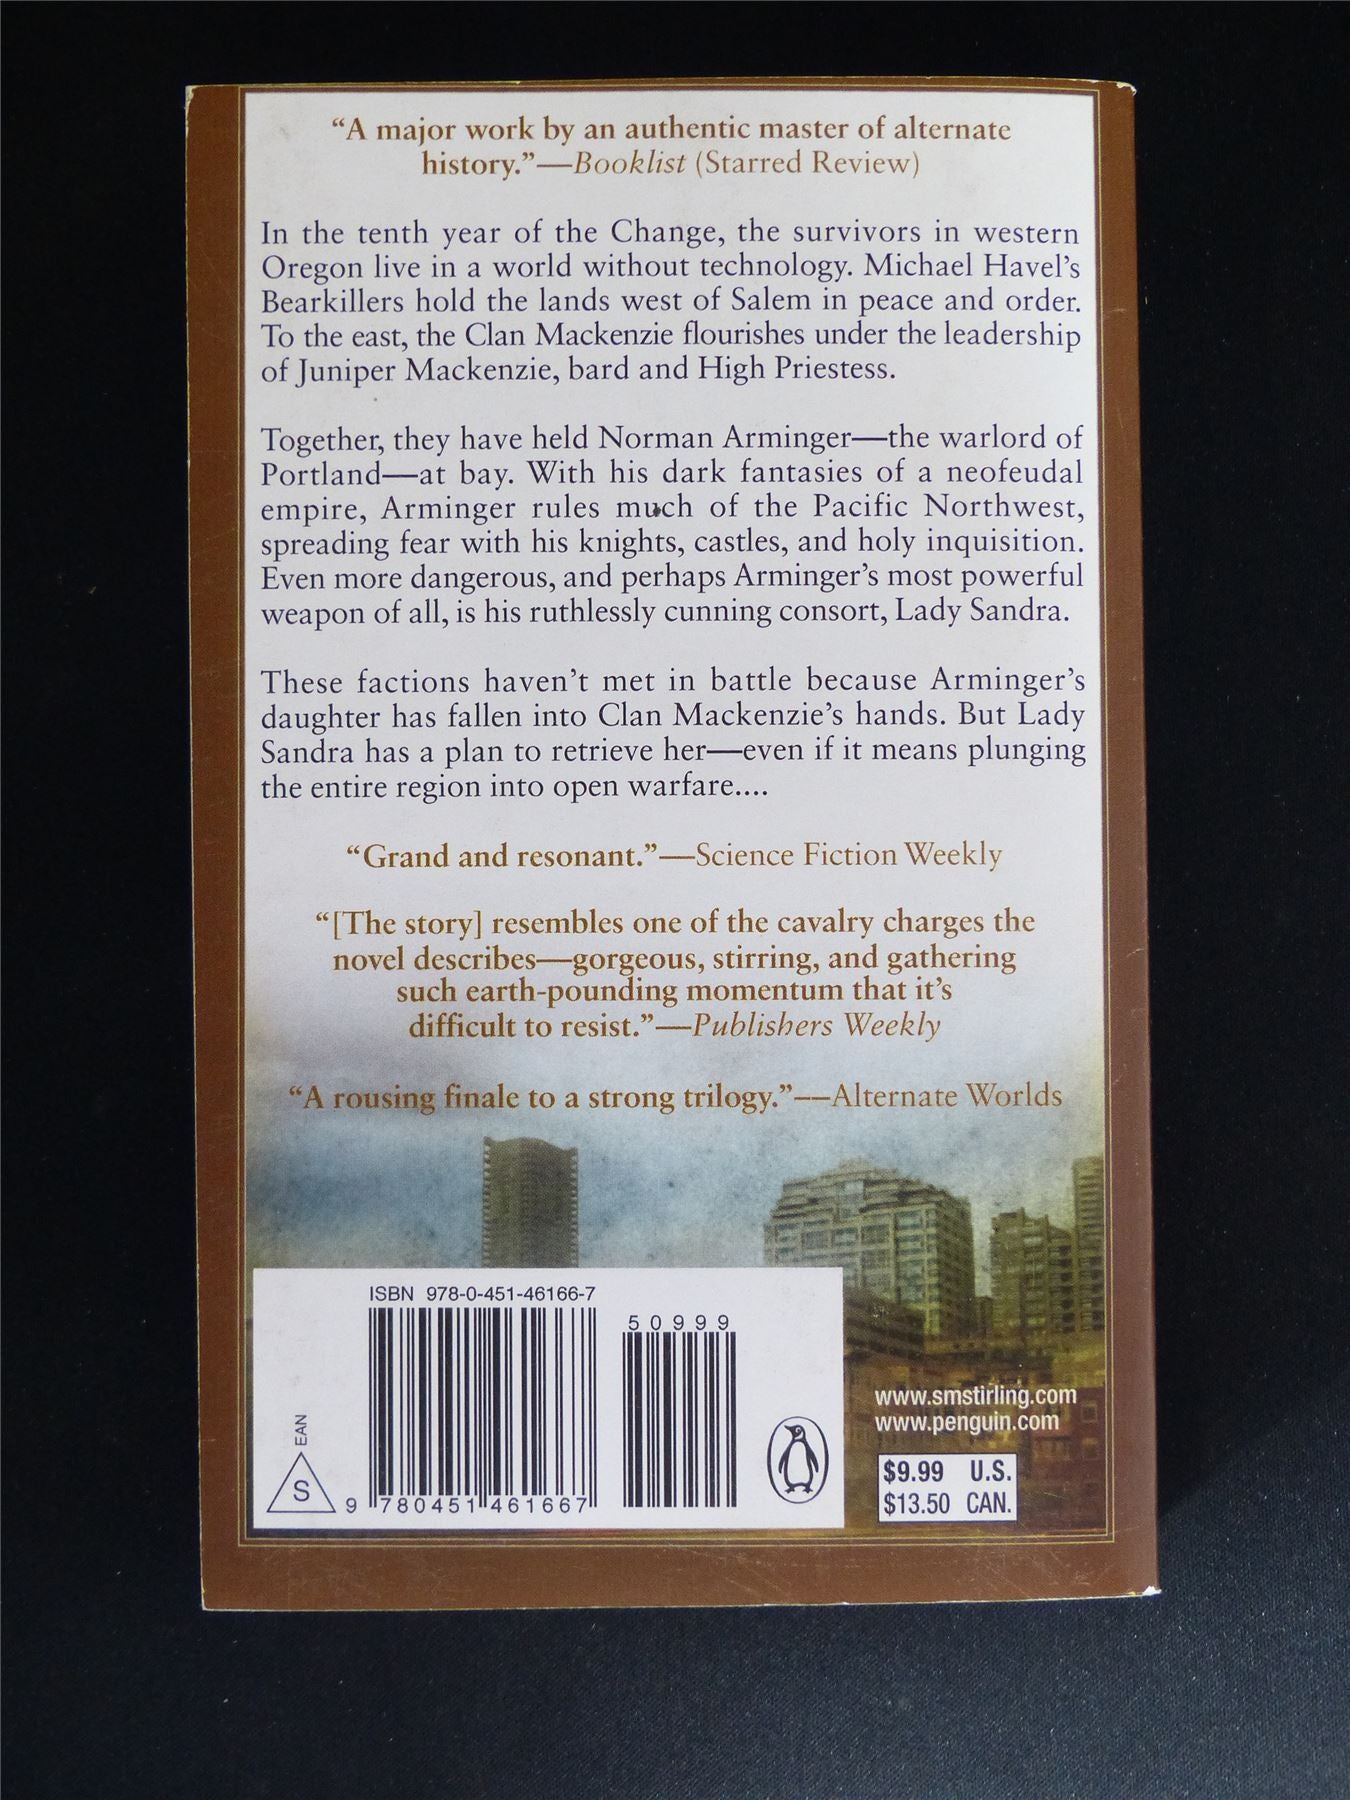 “A major work by an authentic master of alternate
history.”—Booklist (Starred Review)
In the tenth year of the Change, the survivors in western
Oregon live in a world without technology. Michael Havel’s
Bearkillers hold the lands west of Salem in peace and order.
To the east, the Clan Mackenzie flourishes under the leadership
of Juniper Mackenzie, bard and High Priestess.
Together, they have held Norman Arminger—the warlord of
Portland—at bay. With his dark fantasies of a neofeudal
empire, Arminger rules much of the Pacific Northwest,
spreading fear with his knights, castles, and holy inquisition.
Even more dangerous, and perhaps Arminger’s most powerful
weapon of all, is his ruthlessly cunning consort, Lady Sandra.
These factions haven’t met in battle because Arminger’s
daughter has fallen into Clan Mackenzie’s hands. But Lady
Sandra has a plan to retrieve her—even if it means plunging
the entire region into open warfare....
“Grand and resonant.”—Science Fiction Weekly
“[The story] resembles one of the cavalry charges the
novel describes—gorgeous, stirring, and gathering
such earth-pounding momentum that it’s
difficult to resist.”—Publishers Weekly
“A rousing finale to a strong trilogy.”—Alternate Worlds
ISBN 978-0-451-46166-7
50999
EAN
S
9 780451 461667
www.smstirling.com
www.penguin.com
$9.99 U.S.
$13.50 CAN.